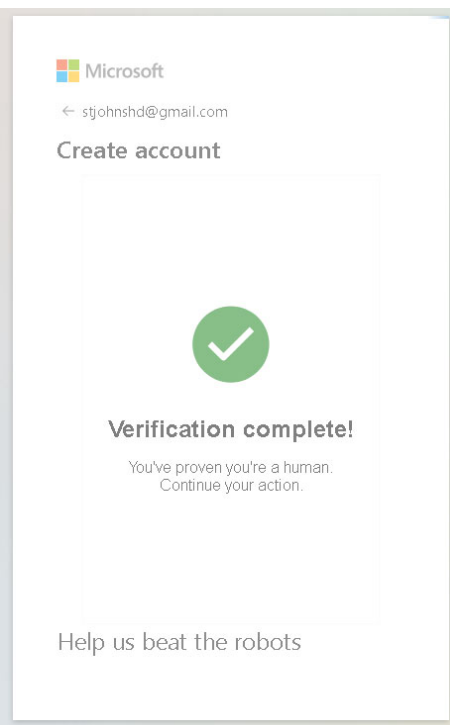 Microsoft
← stjohnshd@gmail.com
Create account
Verification complete!
You've proven you're a human.
Continue your action.
Help us beat the robots